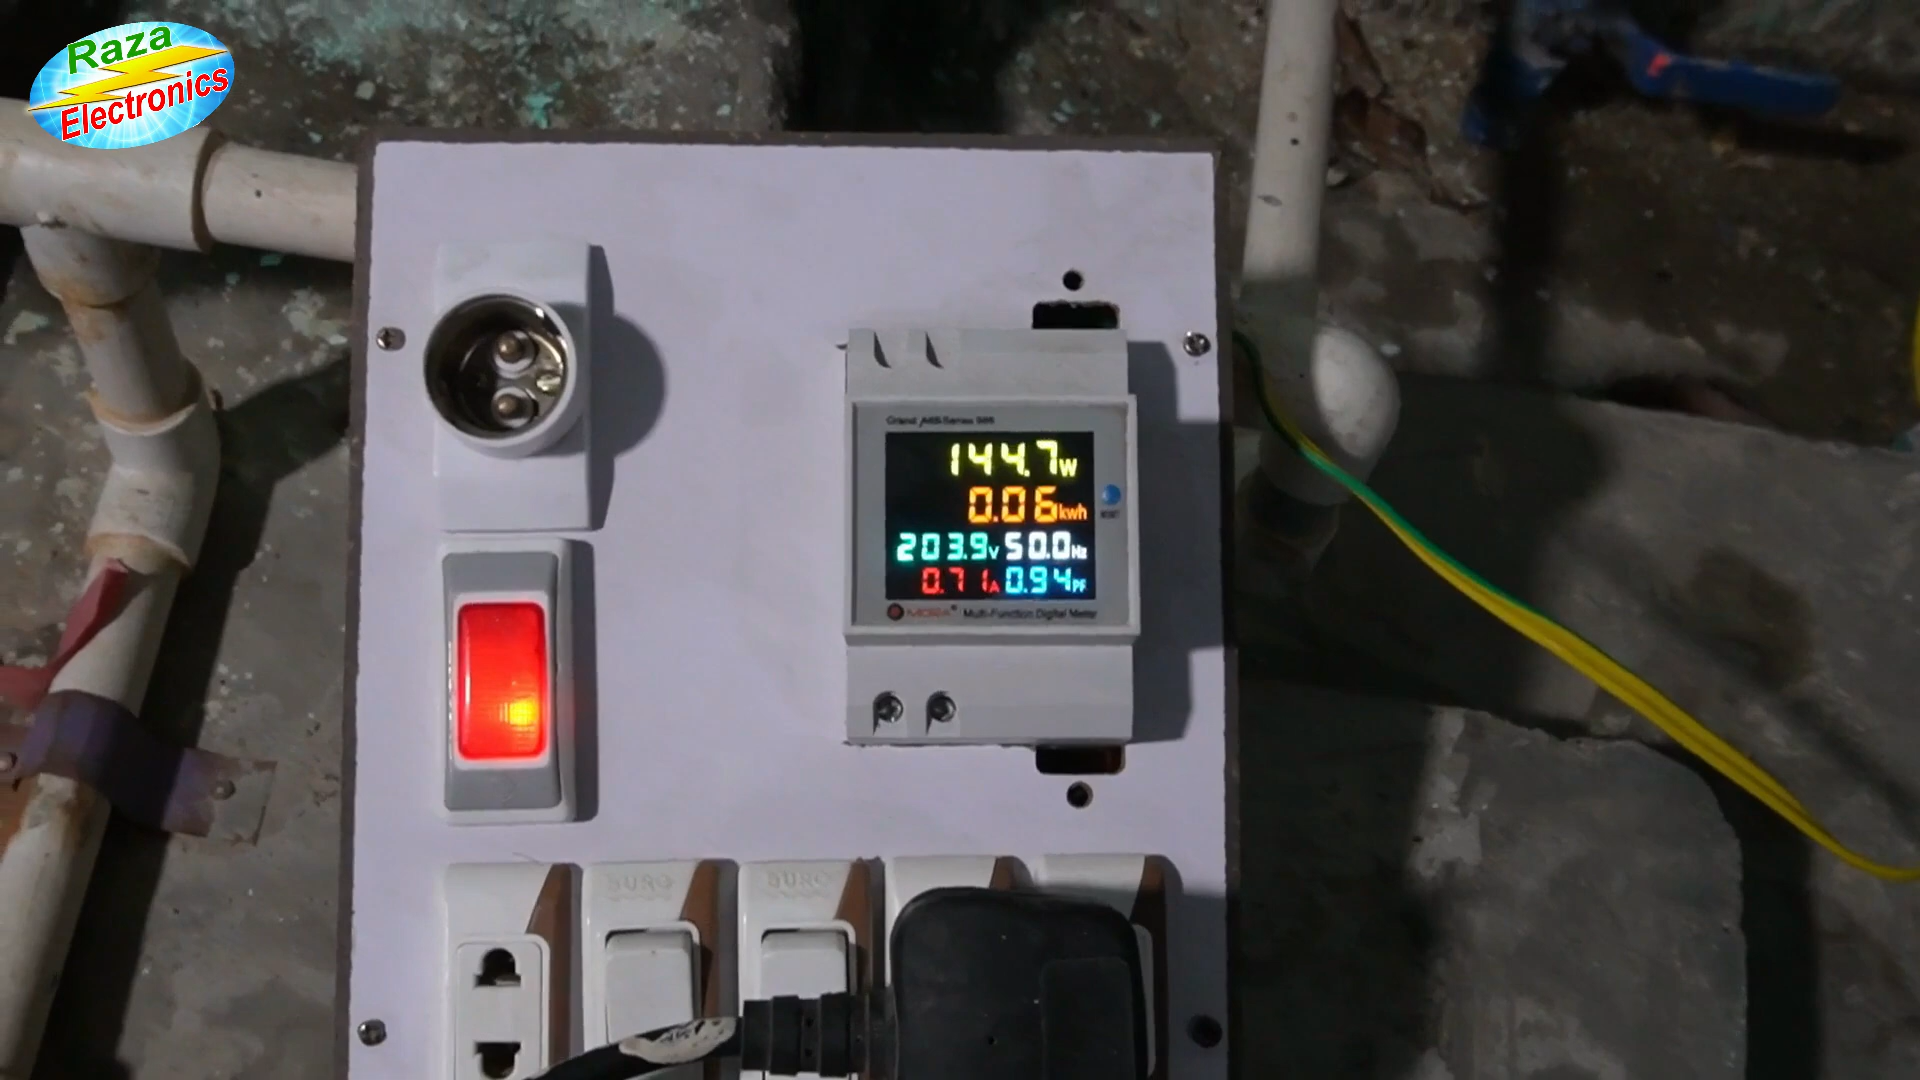 Raza
Electronics
144.7W
0.06kwh
203.9V 50.0Hz
0.71A 0.94PF
Multi-Function Digital Meter